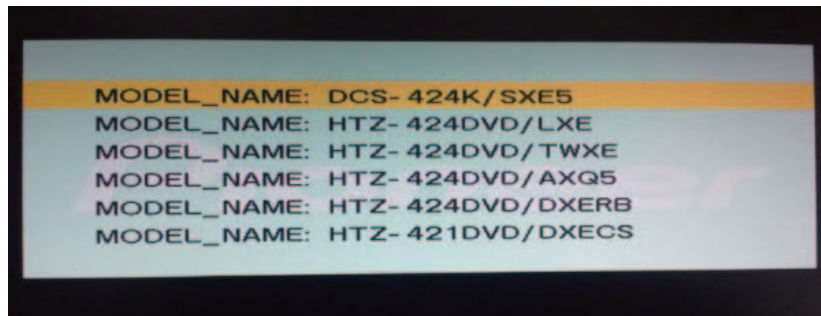 MODEL_NAME: DCS-424K/SXE5
MODEL_NAME: HTZ-424DVD/LXE
MODEL_NAME: HTZ-424DVD/TWXE
MODEL_NAME: HTZ-424DVD/AXQ5
MODEL_NAME: HTZ-424DVD/DXERB
MODEL_NAME: HTZ-421DVD/DXECS